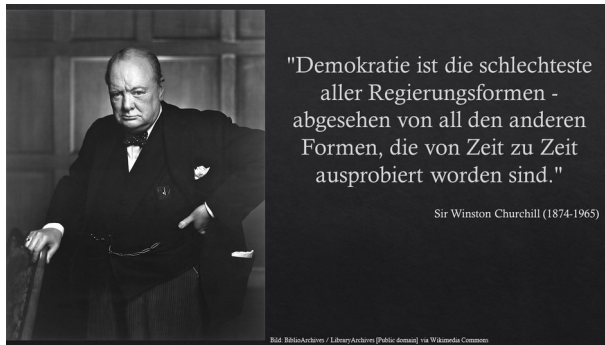 "Demokratie ist die schlechteste
aller Regierungsformen -
abgesehen von all den anderen
Formen, die von Zeit zu Zeit
ausprobiert worden sind."
Sir Winston Churchill (1874-1965)
Bild: BiblioArchives / LibraryArchives [Public domain] via Wikimedia Commons